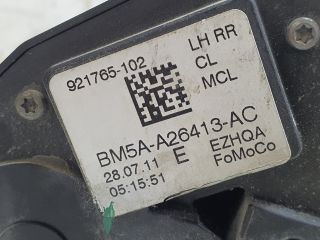 921765-102
LH RR
CL
MCL
BM5A-A26413-AC
28.07.11 E EZHQA
05:15:51 FoMoCo